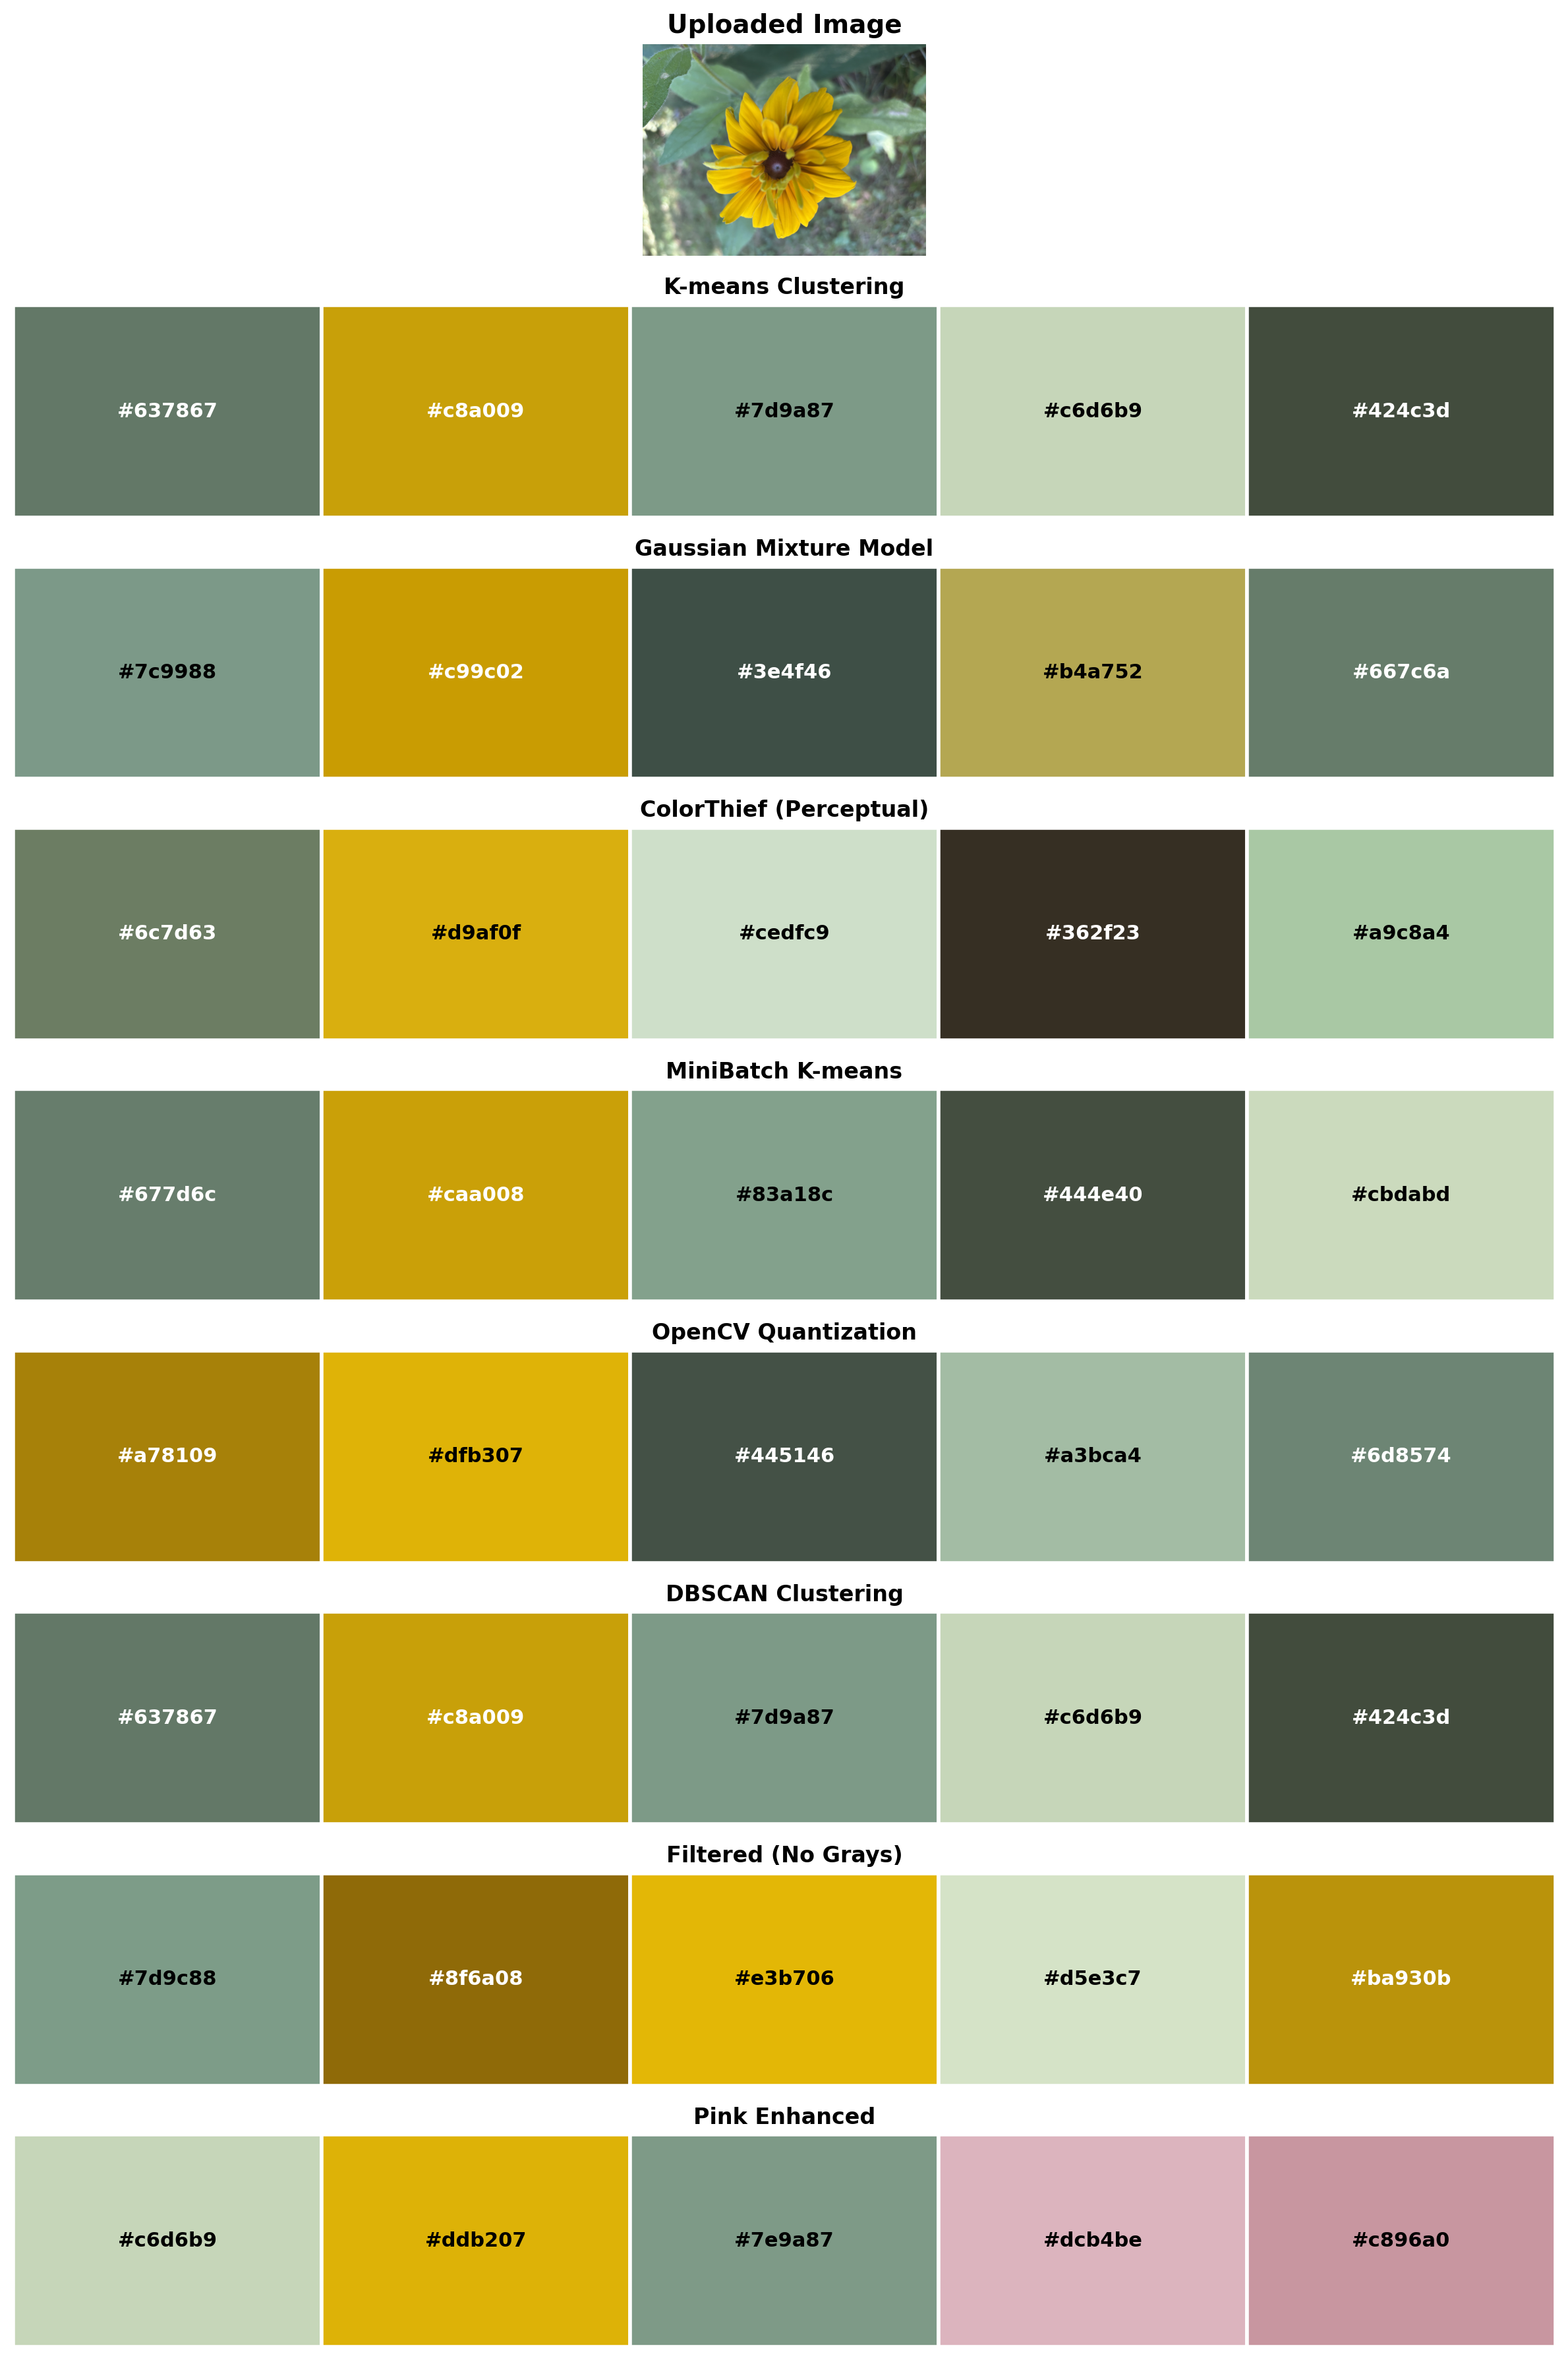 Uploaded Image
K-means Clustering
#637867 #c8a009 #7d9a87 #c6d6b9 #424c3d
Gaussian Mixture Model
#7c9988 #c99c02 #3e4f46 #b4a752 #667c6a
ColorThief (Perceptual)
#6c7d63 #d9af0f #cedfc9 #362f23 #a9c8a4
MiniBatch K-means
#677d6c #caa008 #83a18c #444e40 #cbdabd
OpenCV Quantization
#a78109 #dfb307 #445146 #a3bca4 #6d8574
DBSCAN Clustering
#637867 #c8a009 #7d9a87 #c6d6b9 #424c3d
Filtered (No Grays)
#7d9c88 #8f6a08 #e3b706 #d5e3c7 #ba930b
Pink Enhanced
#c6d6b9 #ddb207 #7e9a87 #dcb4be #c896a0